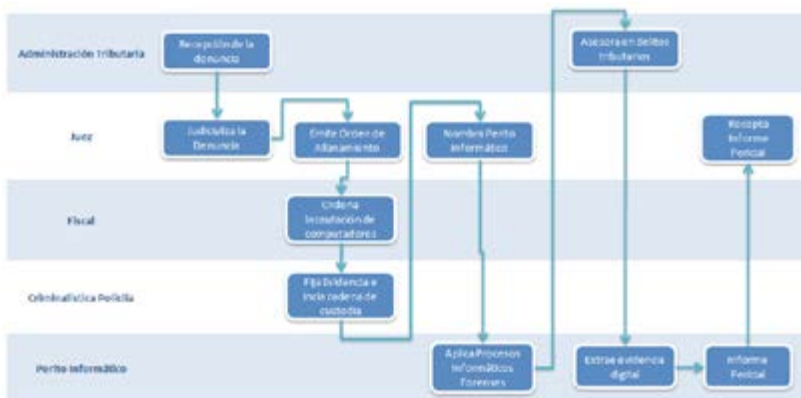 Administración Tributaria
Recepción de la
denuncia
Asesora en Delitos
Tributarios
Juez
Judicializa la
Denuncia
Emite Orden de
Allanamiento
Nombra Perito
Informático
Recepta
Informe
Pericial
Fiscal
Ordena
Incautación de
computadores
Criminalística Policía
Fija Evidencia e
inicia cadena de
custodia
Perito Informático
Aplica Procesos
Informáticos
Forenses
Extrae evidencia
digital
Informe
Pericial